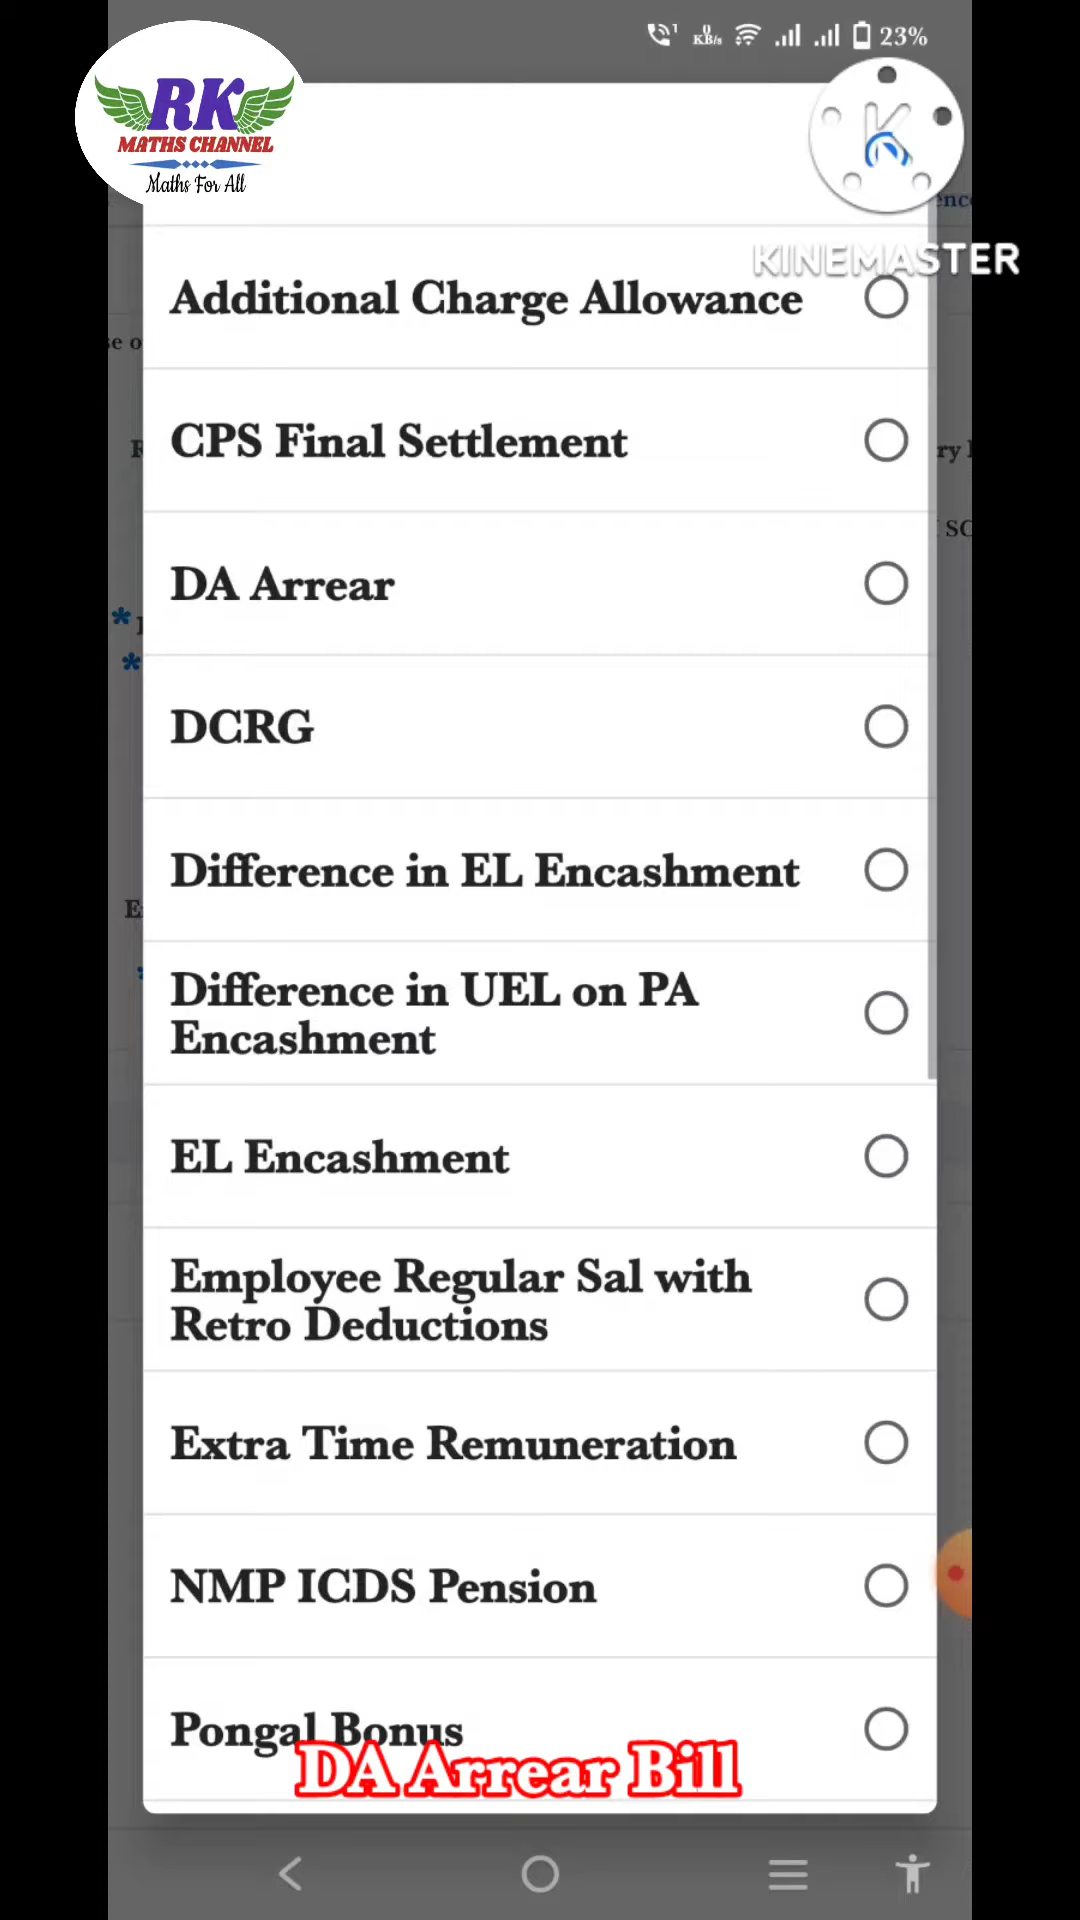 0
KB/s
23%
RK
MATHS CHANNEL
Maths For All
K
KINEMASTER
Additional Charge Allowance
CPS Final Settlement
DA Arrear
DCRG
Difference in EL Encashment
Difference in UEL on PA
Encashment
EL Encashment
Employee Regular Sal with
Retro Deductions
Extra Time Remuneration
NMP ICDS Pension
Pongal Bonus
DA Arrear Bill